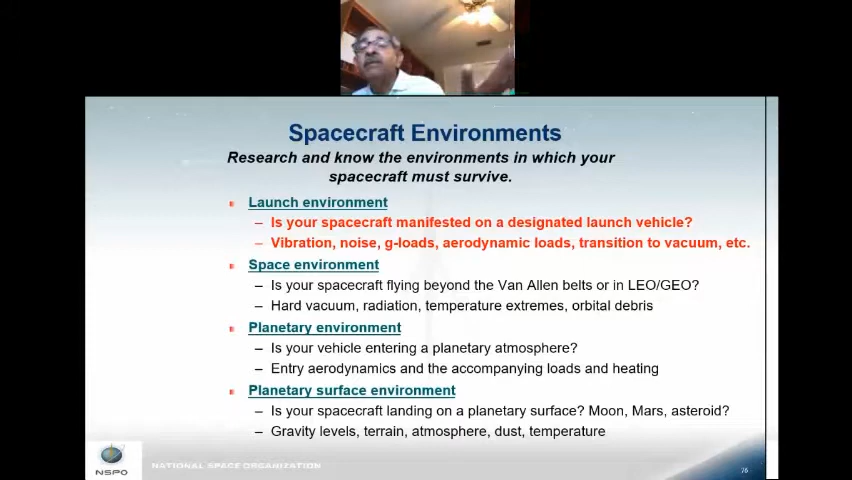 Spacecraft Environments
Research and know the environments in which your
spacecraft must survive.
Launch environment
– Is your spacecraft manifested on a designated launch vehicle?
– Vibration, noise, g-loads, aerodynamic loads, transition to vacuum, etc.
Space environment
– Is your spacecraft flying beyond the Van Allen belts or in LEO/GEO?
– Hard vacuum, radiation, temperature extremes, orbital debris
Planetary environment
– Is your vehicle entering a planetary atmosphere?
– Entry aerodynamics and the accompanying loads and heating
Planetary surface environment
– Is your spacecraft landing on a planetary surface? Moon, Mars, asteroid?
– Gravity levels, terrain, atmosphere, dust, temperature
NSPO
NATIONAL SPACE ORGANIZATION
76